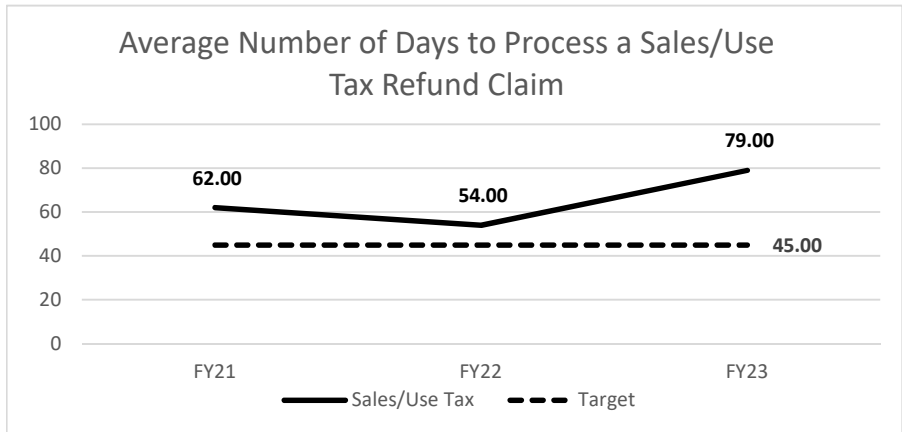 Average Number of Days to Process a Sales/Use
Tax Refund Claim
100
80
60
40
20
0
62.00
54.00
79.00
45.00
FY21
FY22
FY23
Sales/Use Tax
Target